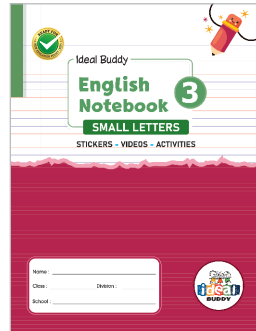 Ideal Buddy
English
Notebook 3
SMALL LETTERS
STICKERS - VIDEOS - ACTIVITIES
Name :
Class : Division :
School :
ideal
BUDDY